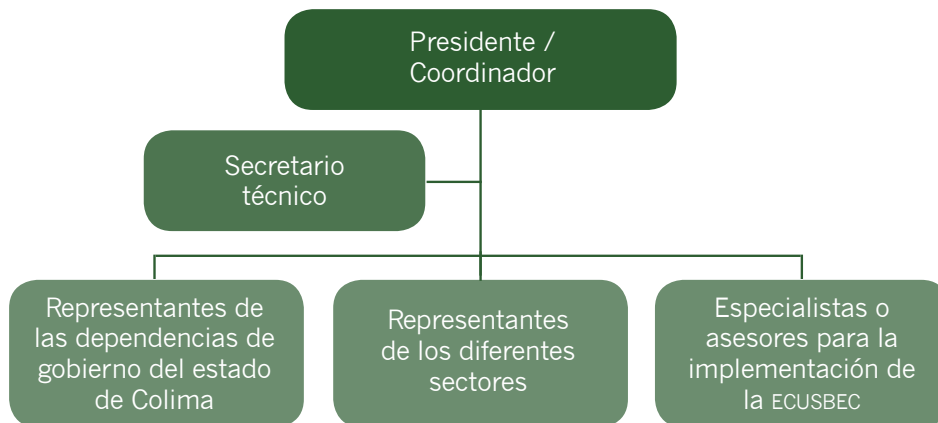 Presidente /
Coordinador
Secretario
técnico
Representantes de
las dependencias de
gobierno del estado
de Colima
Representantes
de los diferentes
sectores
Especialistas o
asesores para la
implementación de
la ECUSBEC